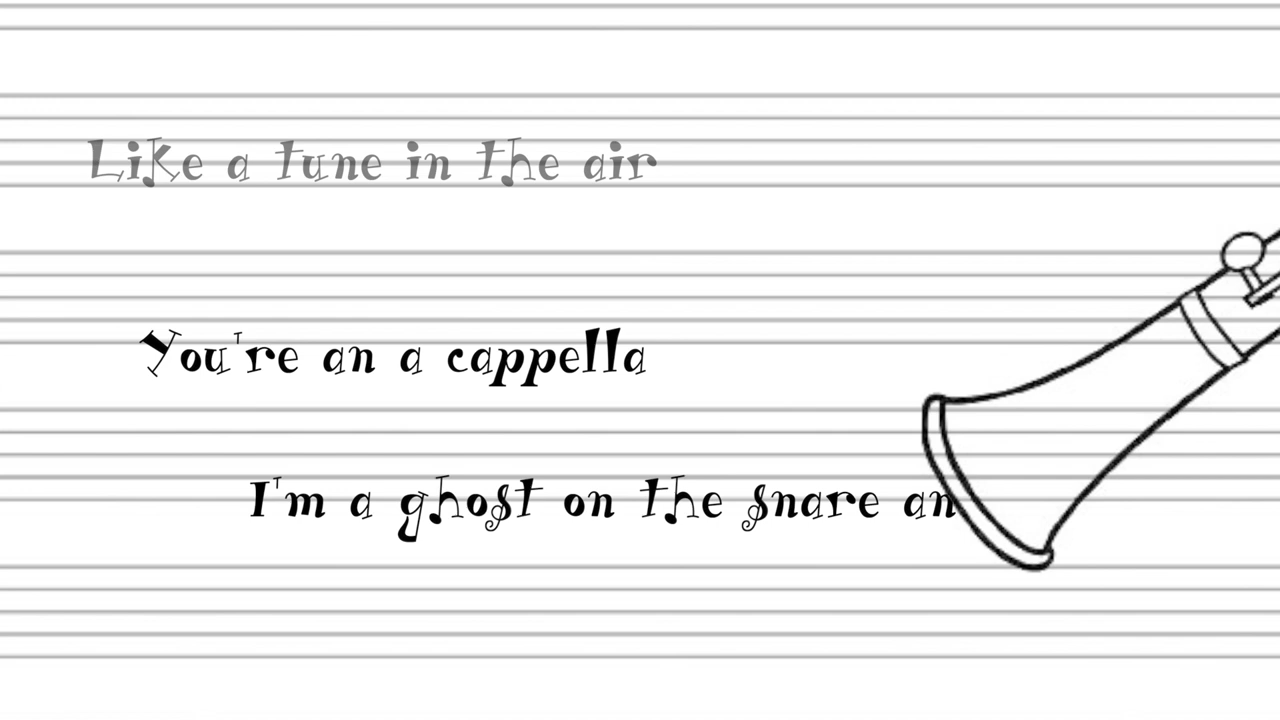 Like a tune in the air
You're an a cappella
I'm a ghost on the snare an